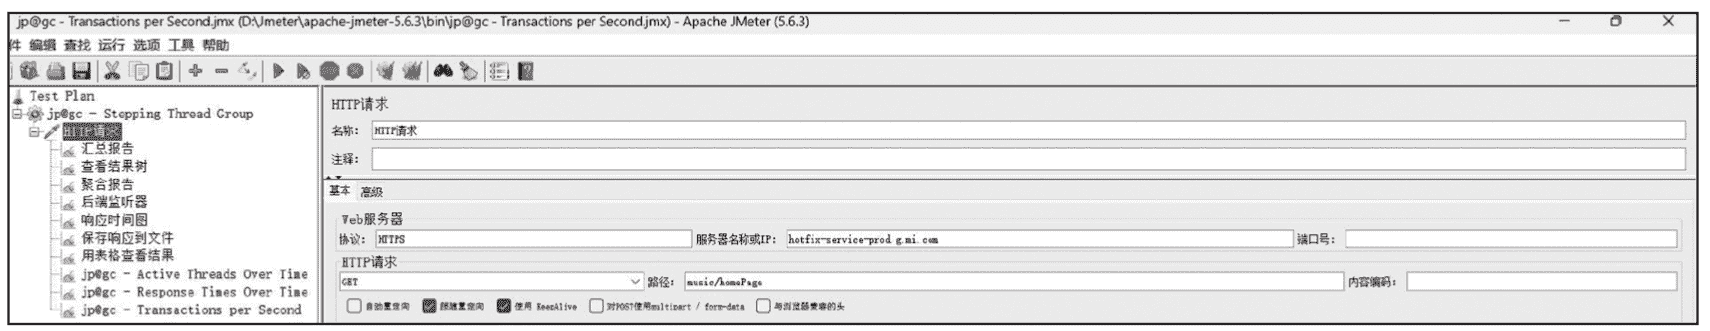 jp@gc - Transactions per Second.jmx (D:\Jmeter\apache-jmeter-5.6.3\bin\jp@gc - Transactions per Second.jmx) - Apache JMeter (5.6.3)
件 编辑 查找 运行 选项 工具 帮助
Test Plan
jp@gc - Stepping Thread Group
HTTP请求
汇总报告
查看结果树
聚合报告
后端监听器
响应时间图
保存响应到文件
用表格查看结果
jp@gc - Active Threads Over Time
jp@gc - Response Times Over Time
jp@gc - Transactions per Second
HTTP请求
名称: HTTP请求
注释:
基本 高级
Web服务器
协议: HTTPS 服务器名称或IP: hotfix-service-prod g.mi.com 端口号:
HTTP请求
GET 路径: music/homePage 内容编码:
自动重定向 跟随重定向 使用 KeepAlive 对POST使用multipart / form-data 与浏览器兼容的头